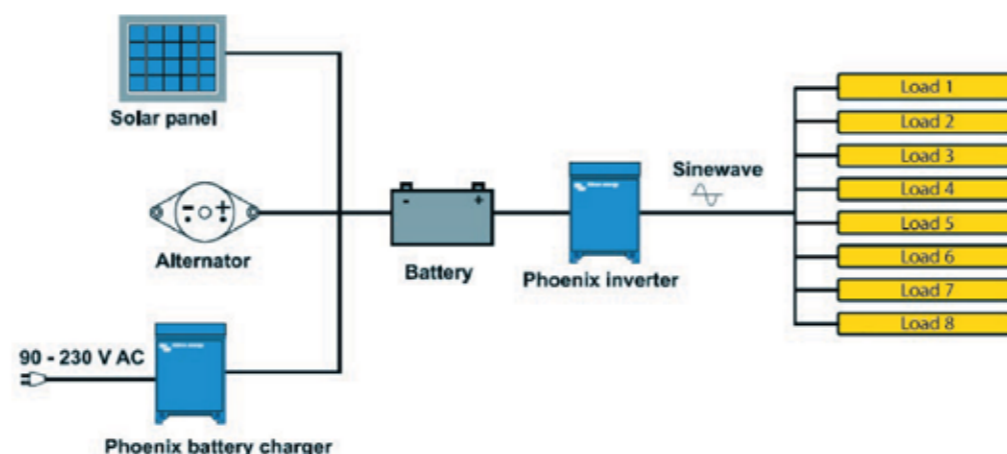 Solar panel
Alternator
90 - 230 V AC
Phoenix battery charger
- +
Battery
Phoenix inverter
Sinewave
Load 1
Load 2
Load 3
Load 4
Load 5
Load 6
Load 7
Load 8